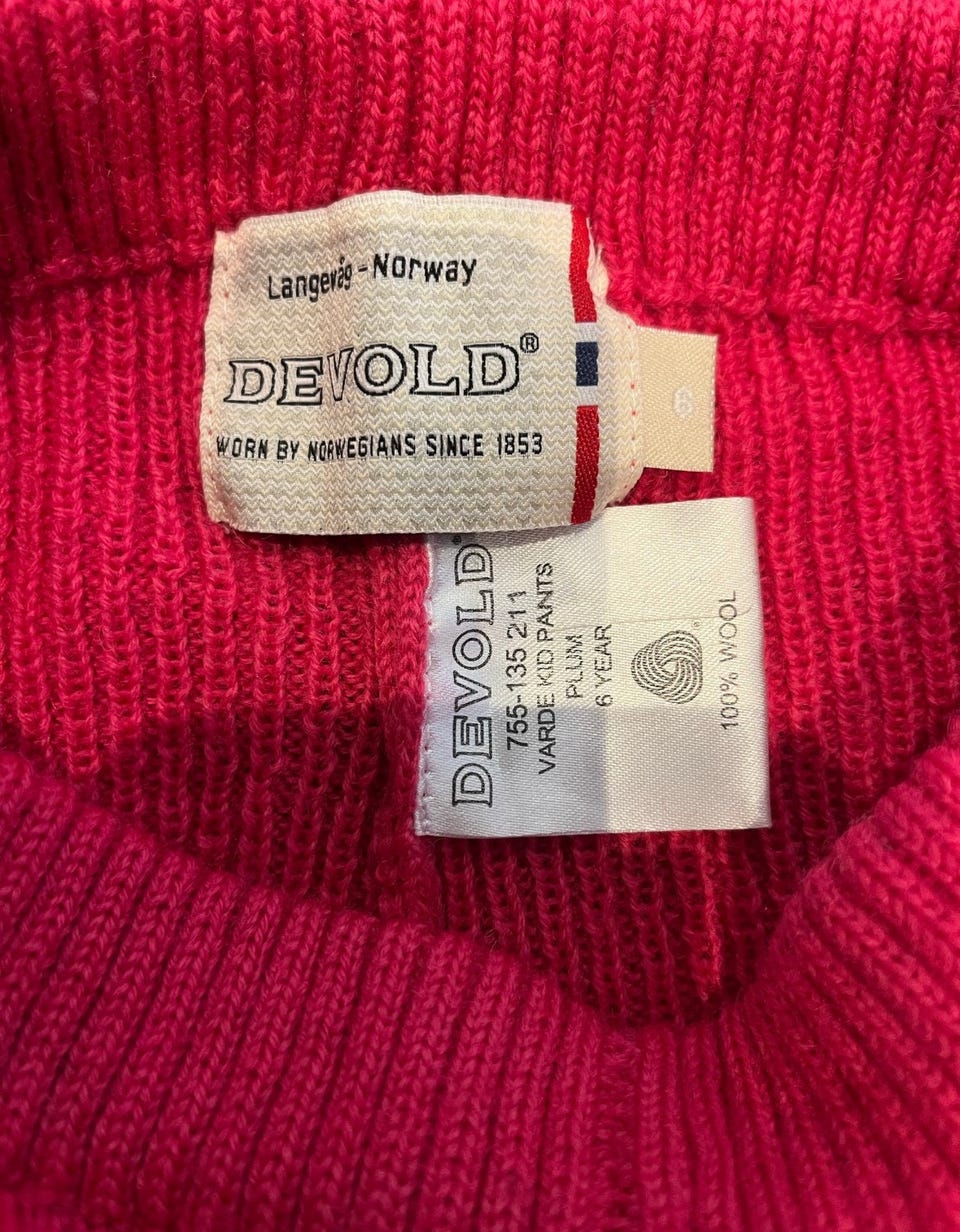 Langevåg - Norway
DEVOLD®
WORN BY NORWEGIANS SINCE 1853
6
DEVOLD®
755-135 211
VARDE KID PANTS
PLUM
6 YEAR
100% WOOL